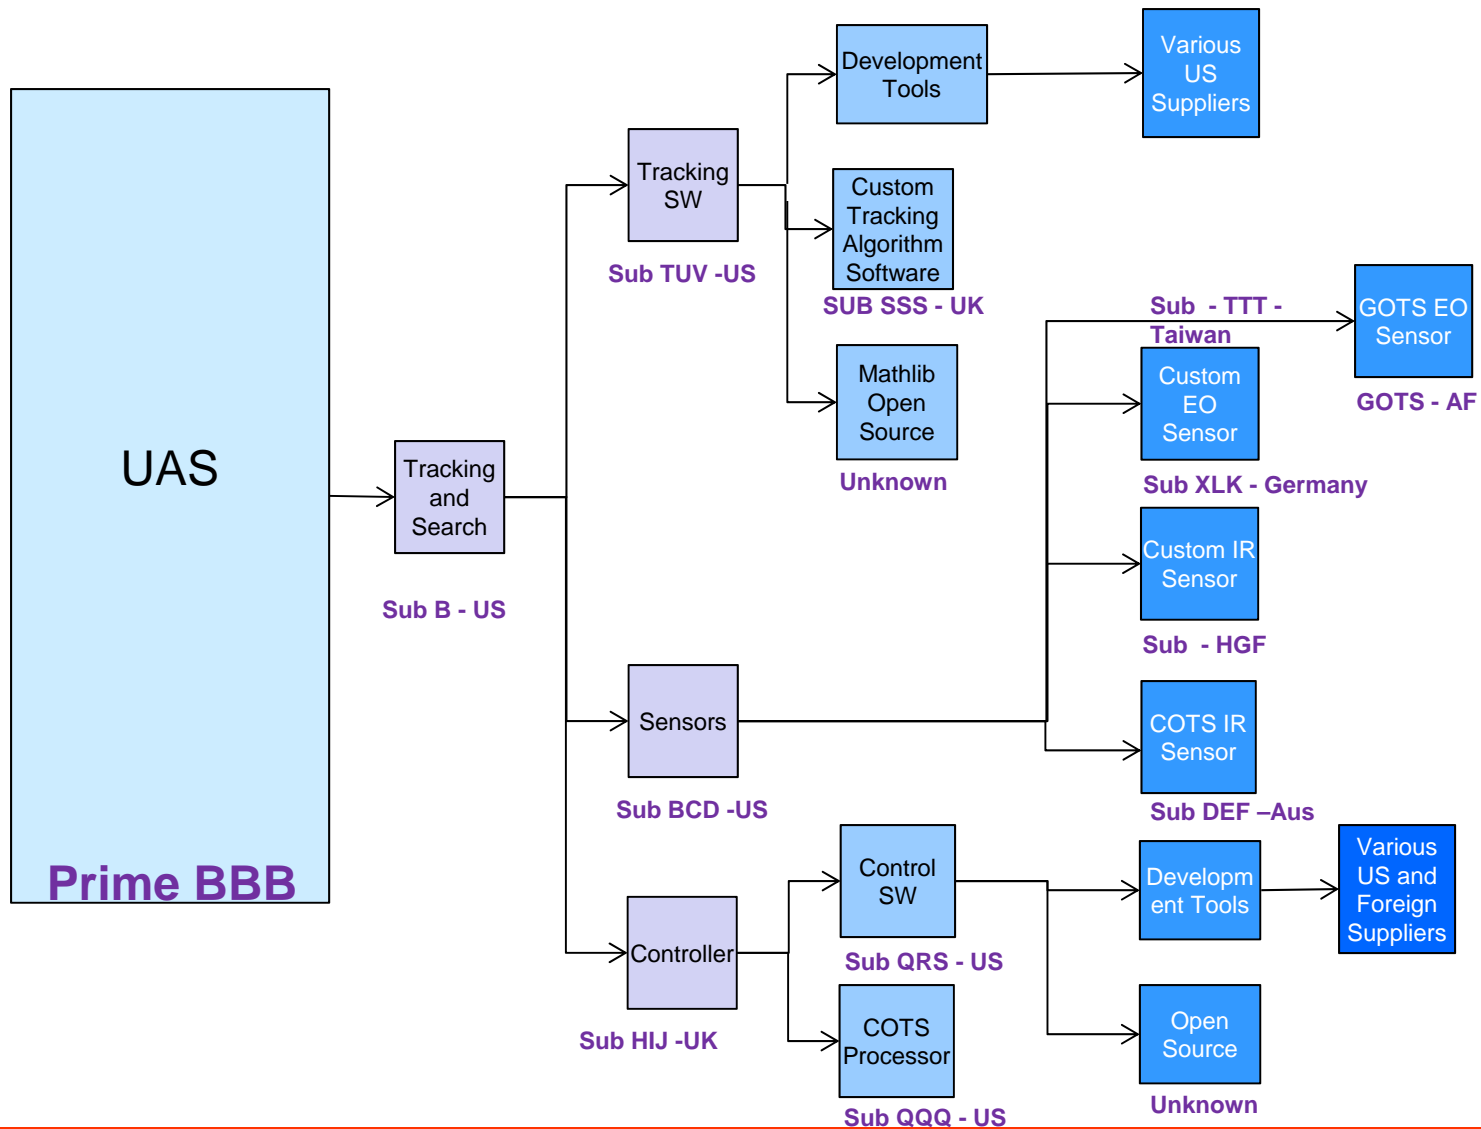 UAS
Prime BBB
Tracking
and
Search
Sub B - US
Tracking
SW
Sub TUV -US
Development
Tools
Various
US
Suppliers
Custom
Tracking
Algorithm
Software
SUB SSS - UK
Mathlib
Open
Source
Unknown
Sensors
Sub BCD -US
Sub - TTT -
Taiwan
GOTS EO
Sensor
GOTS - AF
Custom
EO
Sensor
Sub XLK - Germany
Custom IR
Sensor
Sub - HGF
COTS IR
Sensor
Sub DEF –Aus
Controller
Sub HIJ -UK
Control
SW
Sub QRS - US
Developm
ent Tools
Various
US and
Foreign
Suppliers
COTS
Processor
Sub QQQ - US
Open
Source
Unknown